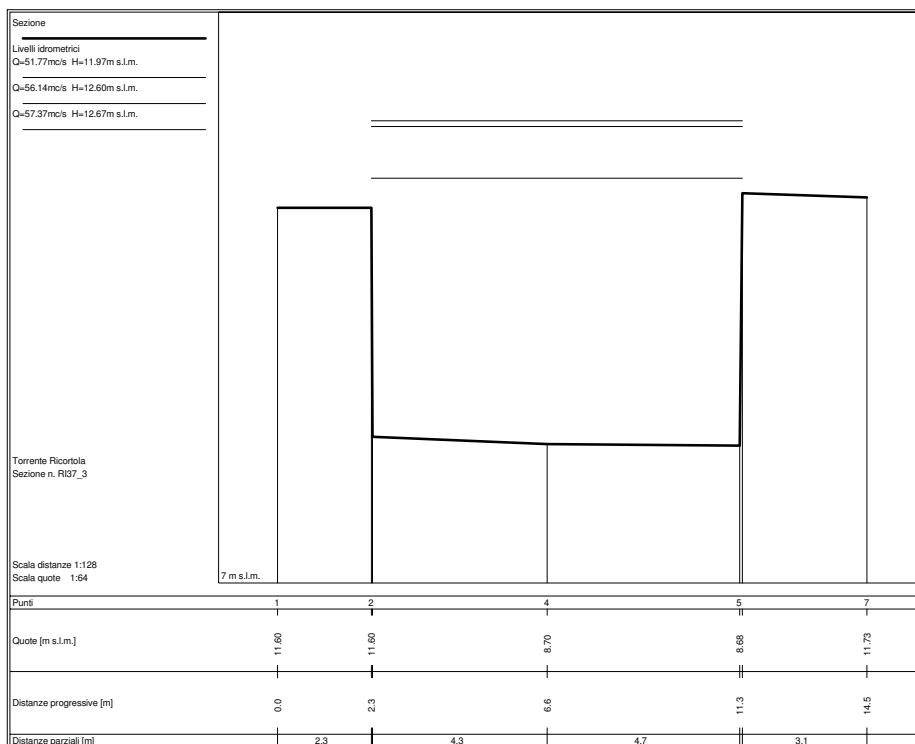 Sezione
Livelli idrometrici
Q=51.77mc/s H=11.97m s.l.m.
Q=56.14mc/s H=12.60m s.l.m.
Q=57.37mc/s H=12.67m s.l.m.
Torrente Ricortola
Sezione n. RI37_3
Scala distanze 1:128
Scala quote 1:64
7 m s.l.m.
Punti 1 2 4 5 7
Quote [m s.l.m.] 11.60 11.60 8.70 8.68 11.73
Distanze progressive [m] 0.0 2.3 6.6 11.3 14.5
Distanze parziali [m] 2.3 4.3 4.7 3.1